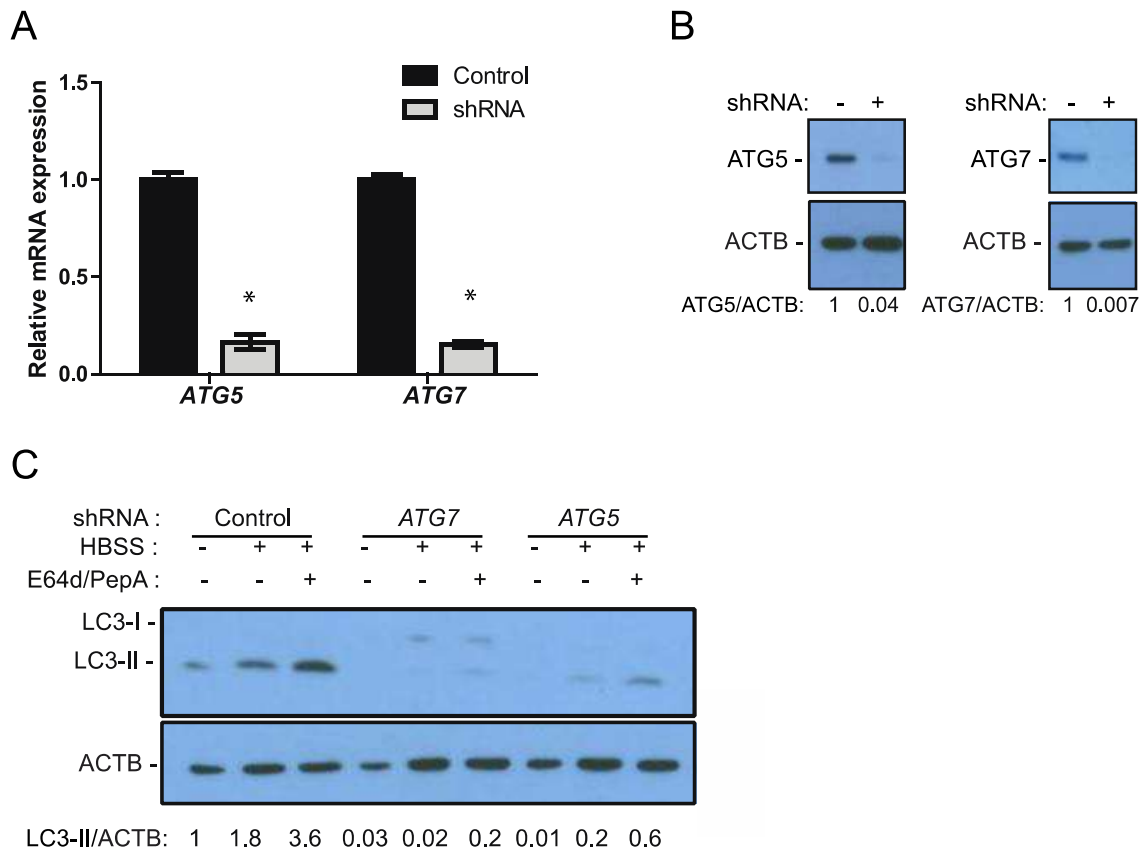 A
Relative mRNA expression
1.5
1.0
0.5
0.0
Control
shRNA
* *
ATG5 ATG7
B
shRNA: - +
ATG5 -
ACTB -
ATG5/ACTB: 1 0.04
shRNA: - +
ATG7 -
ACTB -
ATG7/ACTB: 1 0.007
C
shRNA : Control ATG7 ATG5
HBSS : - + + - + + - + +
E64d/PepA : - - + - - + - - +
LC3-I -
LC3-II -
ACTB -
LC3-II/ACTB: 1 1.8 3.6 0.03 0.02 0.2 0.01 0.2 0.6